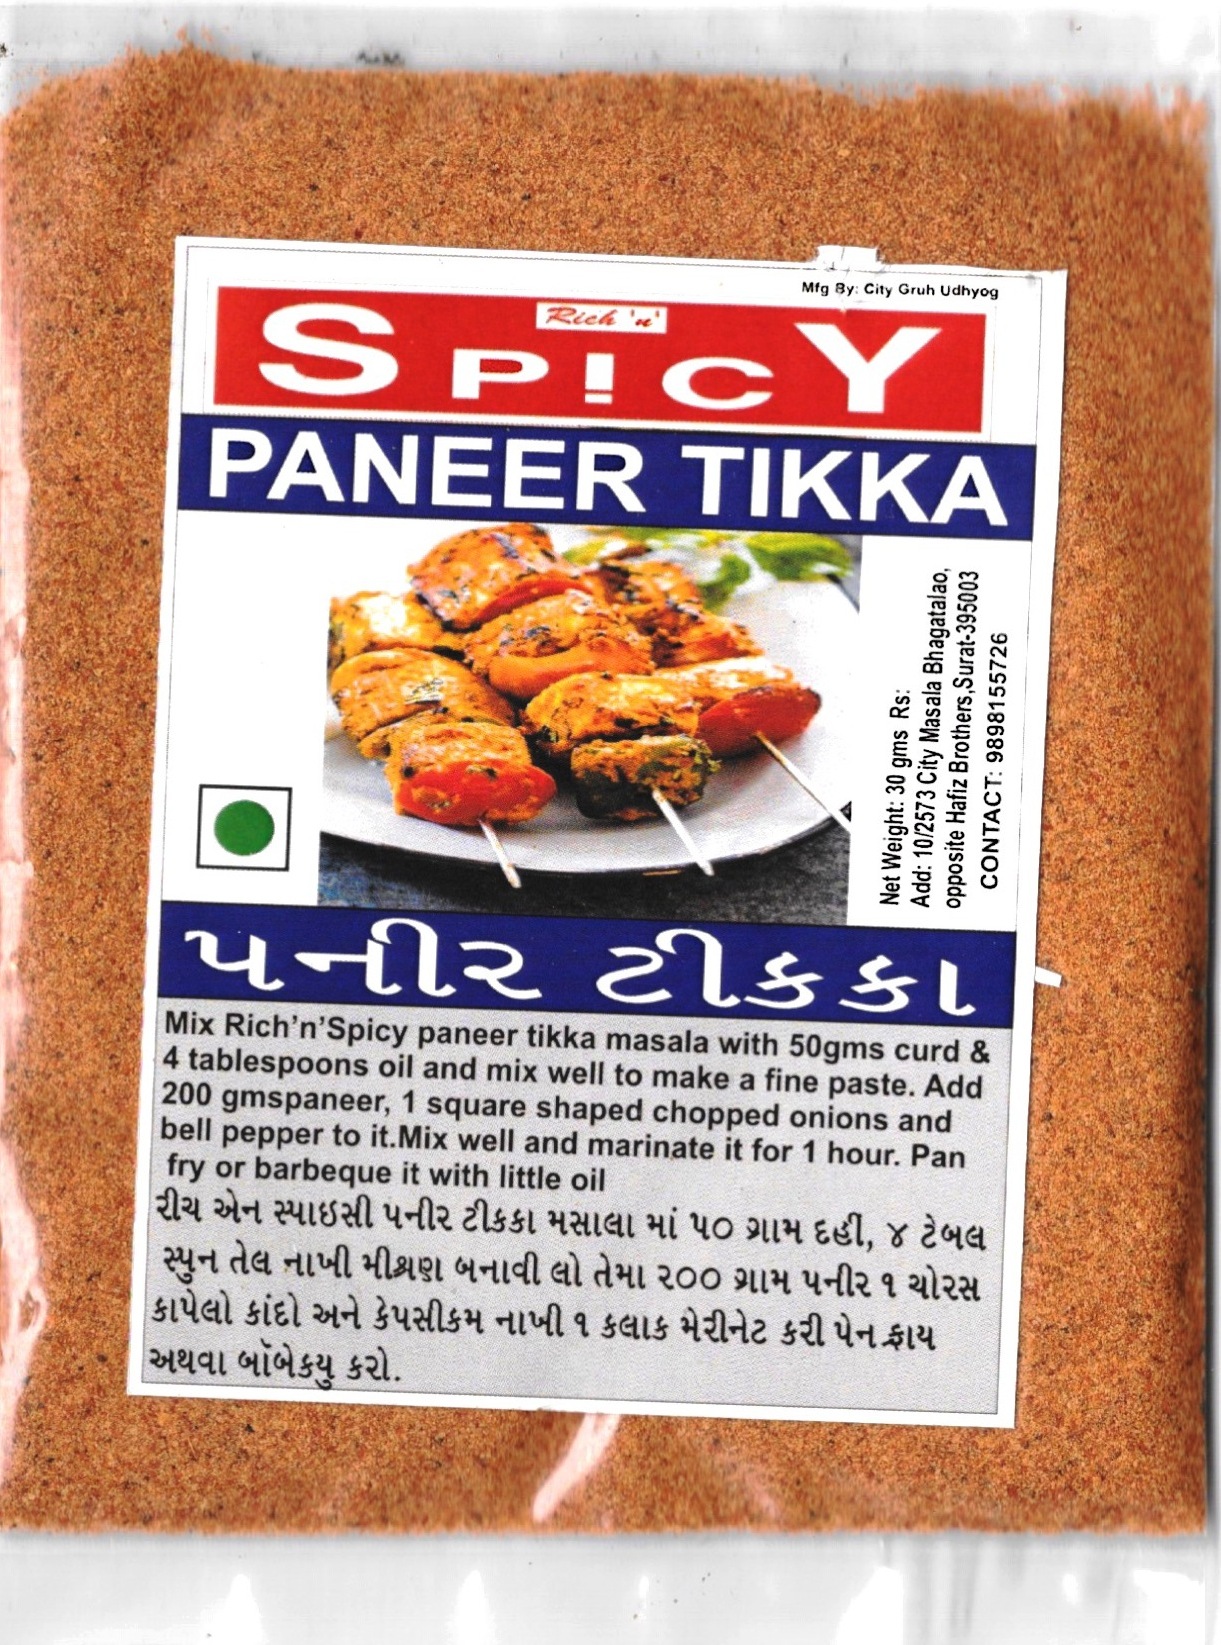 Mfg By: City Gruh Udhyog
Rich 'n'
SP!CY
PANEER TIKKA
Net Weight: 30 gms Rs:
Add: 10/2573 City Masala Bhagatalao,
opposite Hafiz Brothers,Surat-395003
CONTACT: 9898155726
પનીર ટીકકા
Mix Rich'n'Spicy paneer tikka masala with 50gms curd &
4 tablespoons oil and mix well to make a fine paste. Add
200 gmspaneer, 1 square shaped chopped onions and
bell pepper to it.Mix well and marinate it for 1 hour. Pan
fry or barbeque it with little oil
રીચ એન સ્પાઇસી પનીર ટીકકા મસાલા માં ૫૦ ગ્રામ દહીં, ૪ ટેબલ
સ્પુન તેલ નાખી મીશ્રણ બનાવી લો તેમા ૨૦૦ ગ્રામ પનીર ૧ ચોરસ
કાપેલો કાંદો અને કેપસીકમ નાખી ૧ કલાક મેરીનેટ કરી પેન ફ્રાય
અથવા બૉબેકયુ કરો.